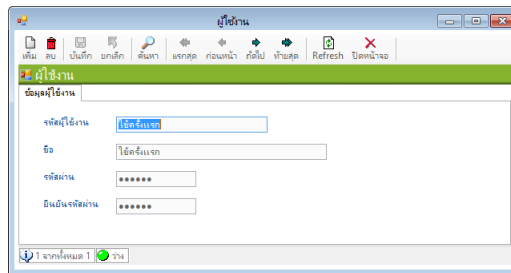 ผู้ใช้งาน
เพิ่ม ลบ บันทึก ยกเลิก ค้นหา แรกสุด ก่อนหน้า ถัดไป ท้ายสุด Refresh ปิดหน้าจอ
ผู้ใช้งาน
ข้อมูลผู้ใช้งาน
รหัสผู้ใช้งาน ใช้ครั้งแรก
ชื่อ ใช้ครั้งแรก
รหัสผ่าน ●●●●●●
ยืนยันรหัสผ่าน ●●●●●●
1 จากทั้งหมด 1 ว่าง